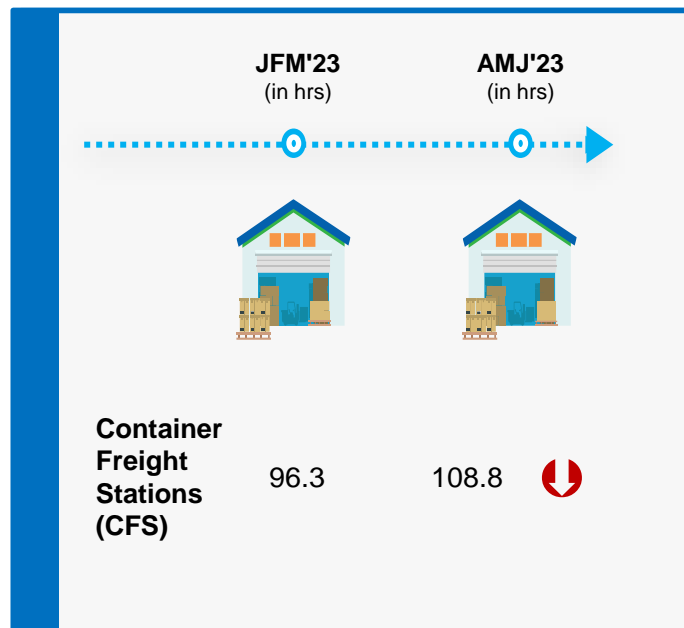 JFM'23
(in hrs)
AMJ'23
(in hrs)
Container
Freight
Stations
(CFS)
96.3
108.8